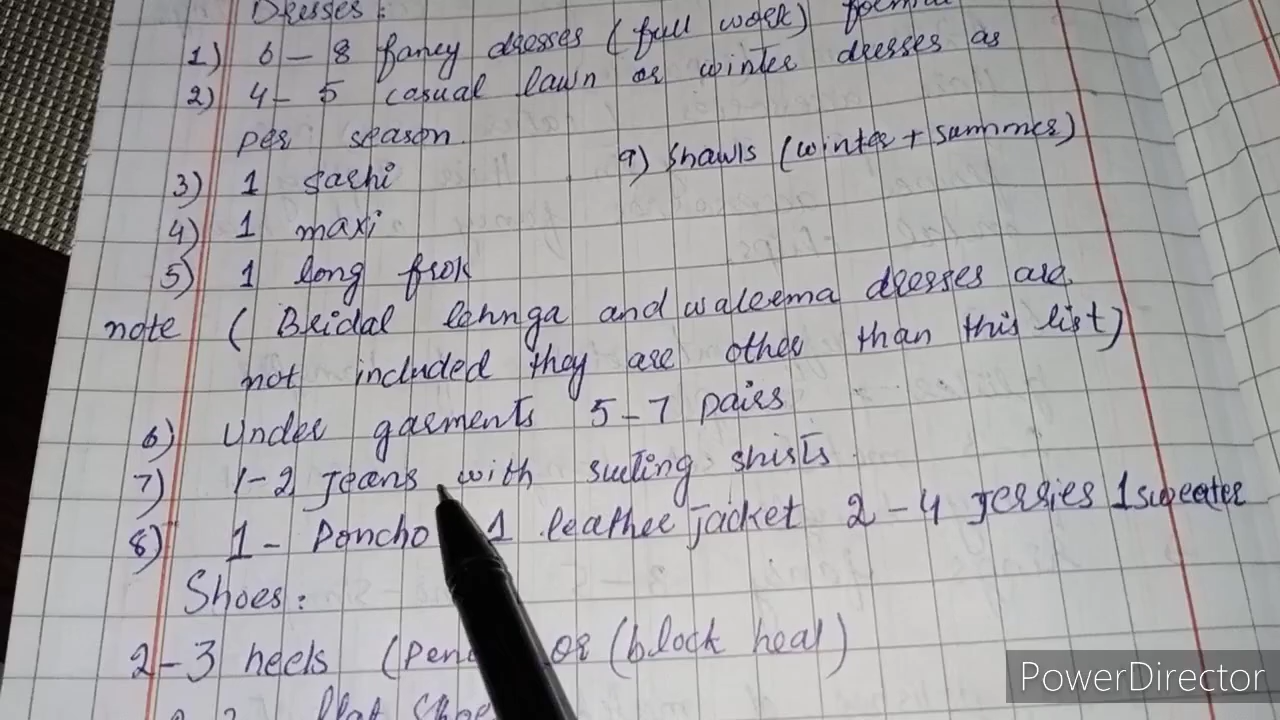 Dresses:
1) 6 - 8 fancy dresses (full work) formal
2) 4 - 5 casual lawn or winter dresses as
per season.
9) Shawls (winter + summer)
3) 1 sarhi
4) 1 maxi
5) 1 long frok
note (Bridal lehnga and waleema dresses are
not included they are other than this list)
6) Under garments 5 - 7 pairs
7) 1-2 jeans with suiting shirts
8) 1 - Poncho 1 leather jacket 2 - 4 jersies 1 sweater
Shoes:
2-3 heels ( or (block heal)
flat
PowerDirector